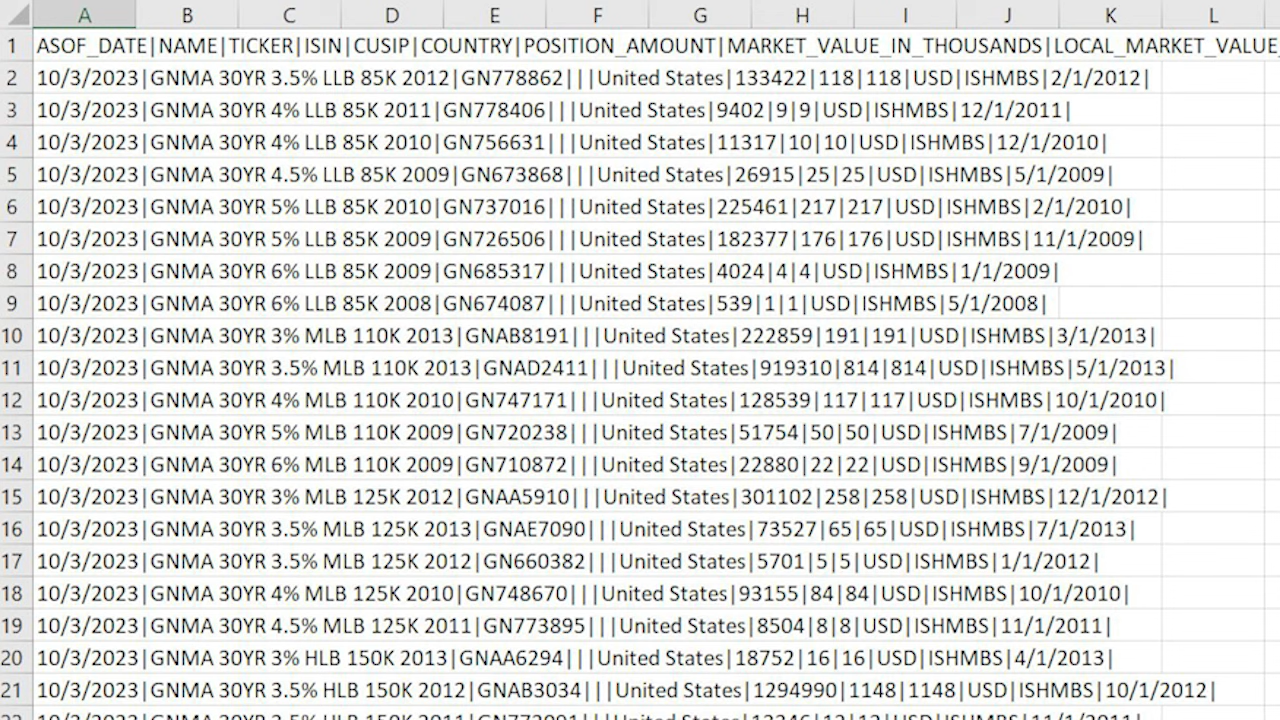 A B C D E F G H I J K L
1 ASOF_DATE|NAME|TICKER|ISIN|CUSIP|COUNTRY|POSITION_AMOUNT|MARKET_VALUE_IN_THOUSANDS|LOCAL_MARKET_VALUE_
2 10/3/2023|GNMA 30YR 3.5% LLB 85K 2012|GN778862|||United States|133422|118|118|USD|ISHMBS|2/1/2012|
3 10/3/2023|GNMA 30YR 4% LLB 85K 2011|GN778406|||United States|9402|9|9|USD|ISHMBS|12/1/2011|
4 10/3/2023|GNMA 30YR 4% LLB 85K 2010|GN756631|||United States|11317|10|10|USD|ISHMBS|12/1/2010|
5 10/3/2023|GNMA 30YR 4.5% LLB 85K 2009|GN673868|||United States|26915|25|25|USD|ISHMBS|5/1/2009|
6 10/3/2023|GNMA 30YR 5% LLB 85K 2010|GN737016|||United States|225461|217|217|USD|ISHMBS|2/1/2010|
7 10/3/2023|GNMA 30YR 5% LLB 85K 2009|GN726506|||United States|182377|176|176|USD|ISHMBS|11/1/2009|
8 10/3/2023|GNMA 30YR 6% LLB 85K 2009|GN685317|||United States|4024|4|4|USD|ISHMBS|1/1/2009|
9 10/3/2023|GNMA 30YR 6% LLB 85K 2008|GN674087|||United States|539|1|1|USD|ISHMBS|5/1/2008|
10 10/3/2023|GNMA 30YR 3% MLB 110K 2013|GNAB8191|||United States|222859|191|191|USD|ISHMBS|3/1/2013|
11 10/3/2023|GNMA 30YR 3.5% MLB 110K 2013|GNAD2411|||United States|919310|814|814|USD|ISHMBS|5/1/2013|
12 10/3/2023|GNMA 30YR 4% MLB 110K 2010|GN747171|||United States|128539|117|117|USD|ISHMBS|10/1/2010|
13 10/3/2023|GNMA 30YR 5% MLB 110K 2009|GN720238|||United States|51754|50|50|USD|ISHMBS|7/1/2009|
14 10/3/2023|GNMA 30YR 6% MLB 110K 2009|GN710872|||United States|22880|22|22|USD|ISHMBS|9/1/2009|
15 10/3/2023|GNMA 30YR 3% MLB 125K 2012|GNAA5910|||United States|301102|258|258|USD|ISHMBS|12/1/2012|
16 10/3/2023|GNMA 30YR 3.5% MLB 125K 2013|GNAE7090|||United States|73527|65|65|USD|ISHMBS|7/1/2013|
17 10/3/2023|GNMA 30YR 3.5% MLB 125K 2012|GN660382|||United States|5701|5|5|USD|ISHMBS|1/1/2012|
18 10/3/2023|GNMA 30YR 4% MLB 125K 2010|GN748670|||United States|93155|84|84|USD|ISHMBS|10/1/2010|
19 10/3/2023|GNMA 30YR 4.5% MLB 125K 2011|GN773895|||United States|8504|8|8|USD|ISHMBS|11/1/2011|
20 10/3/2023|GNMA 30YR 3% HLB 150K 2013|GNAA6294|||United States|18752|16|16|USD|ISHMBS|4/1/2013|
21 10/3/2023|GNMA 30YR 3.5% HLB 150K 2012|GNAB3034|||United States|1294990|1148|1148|USD|ISHMBS|10/1/2012|